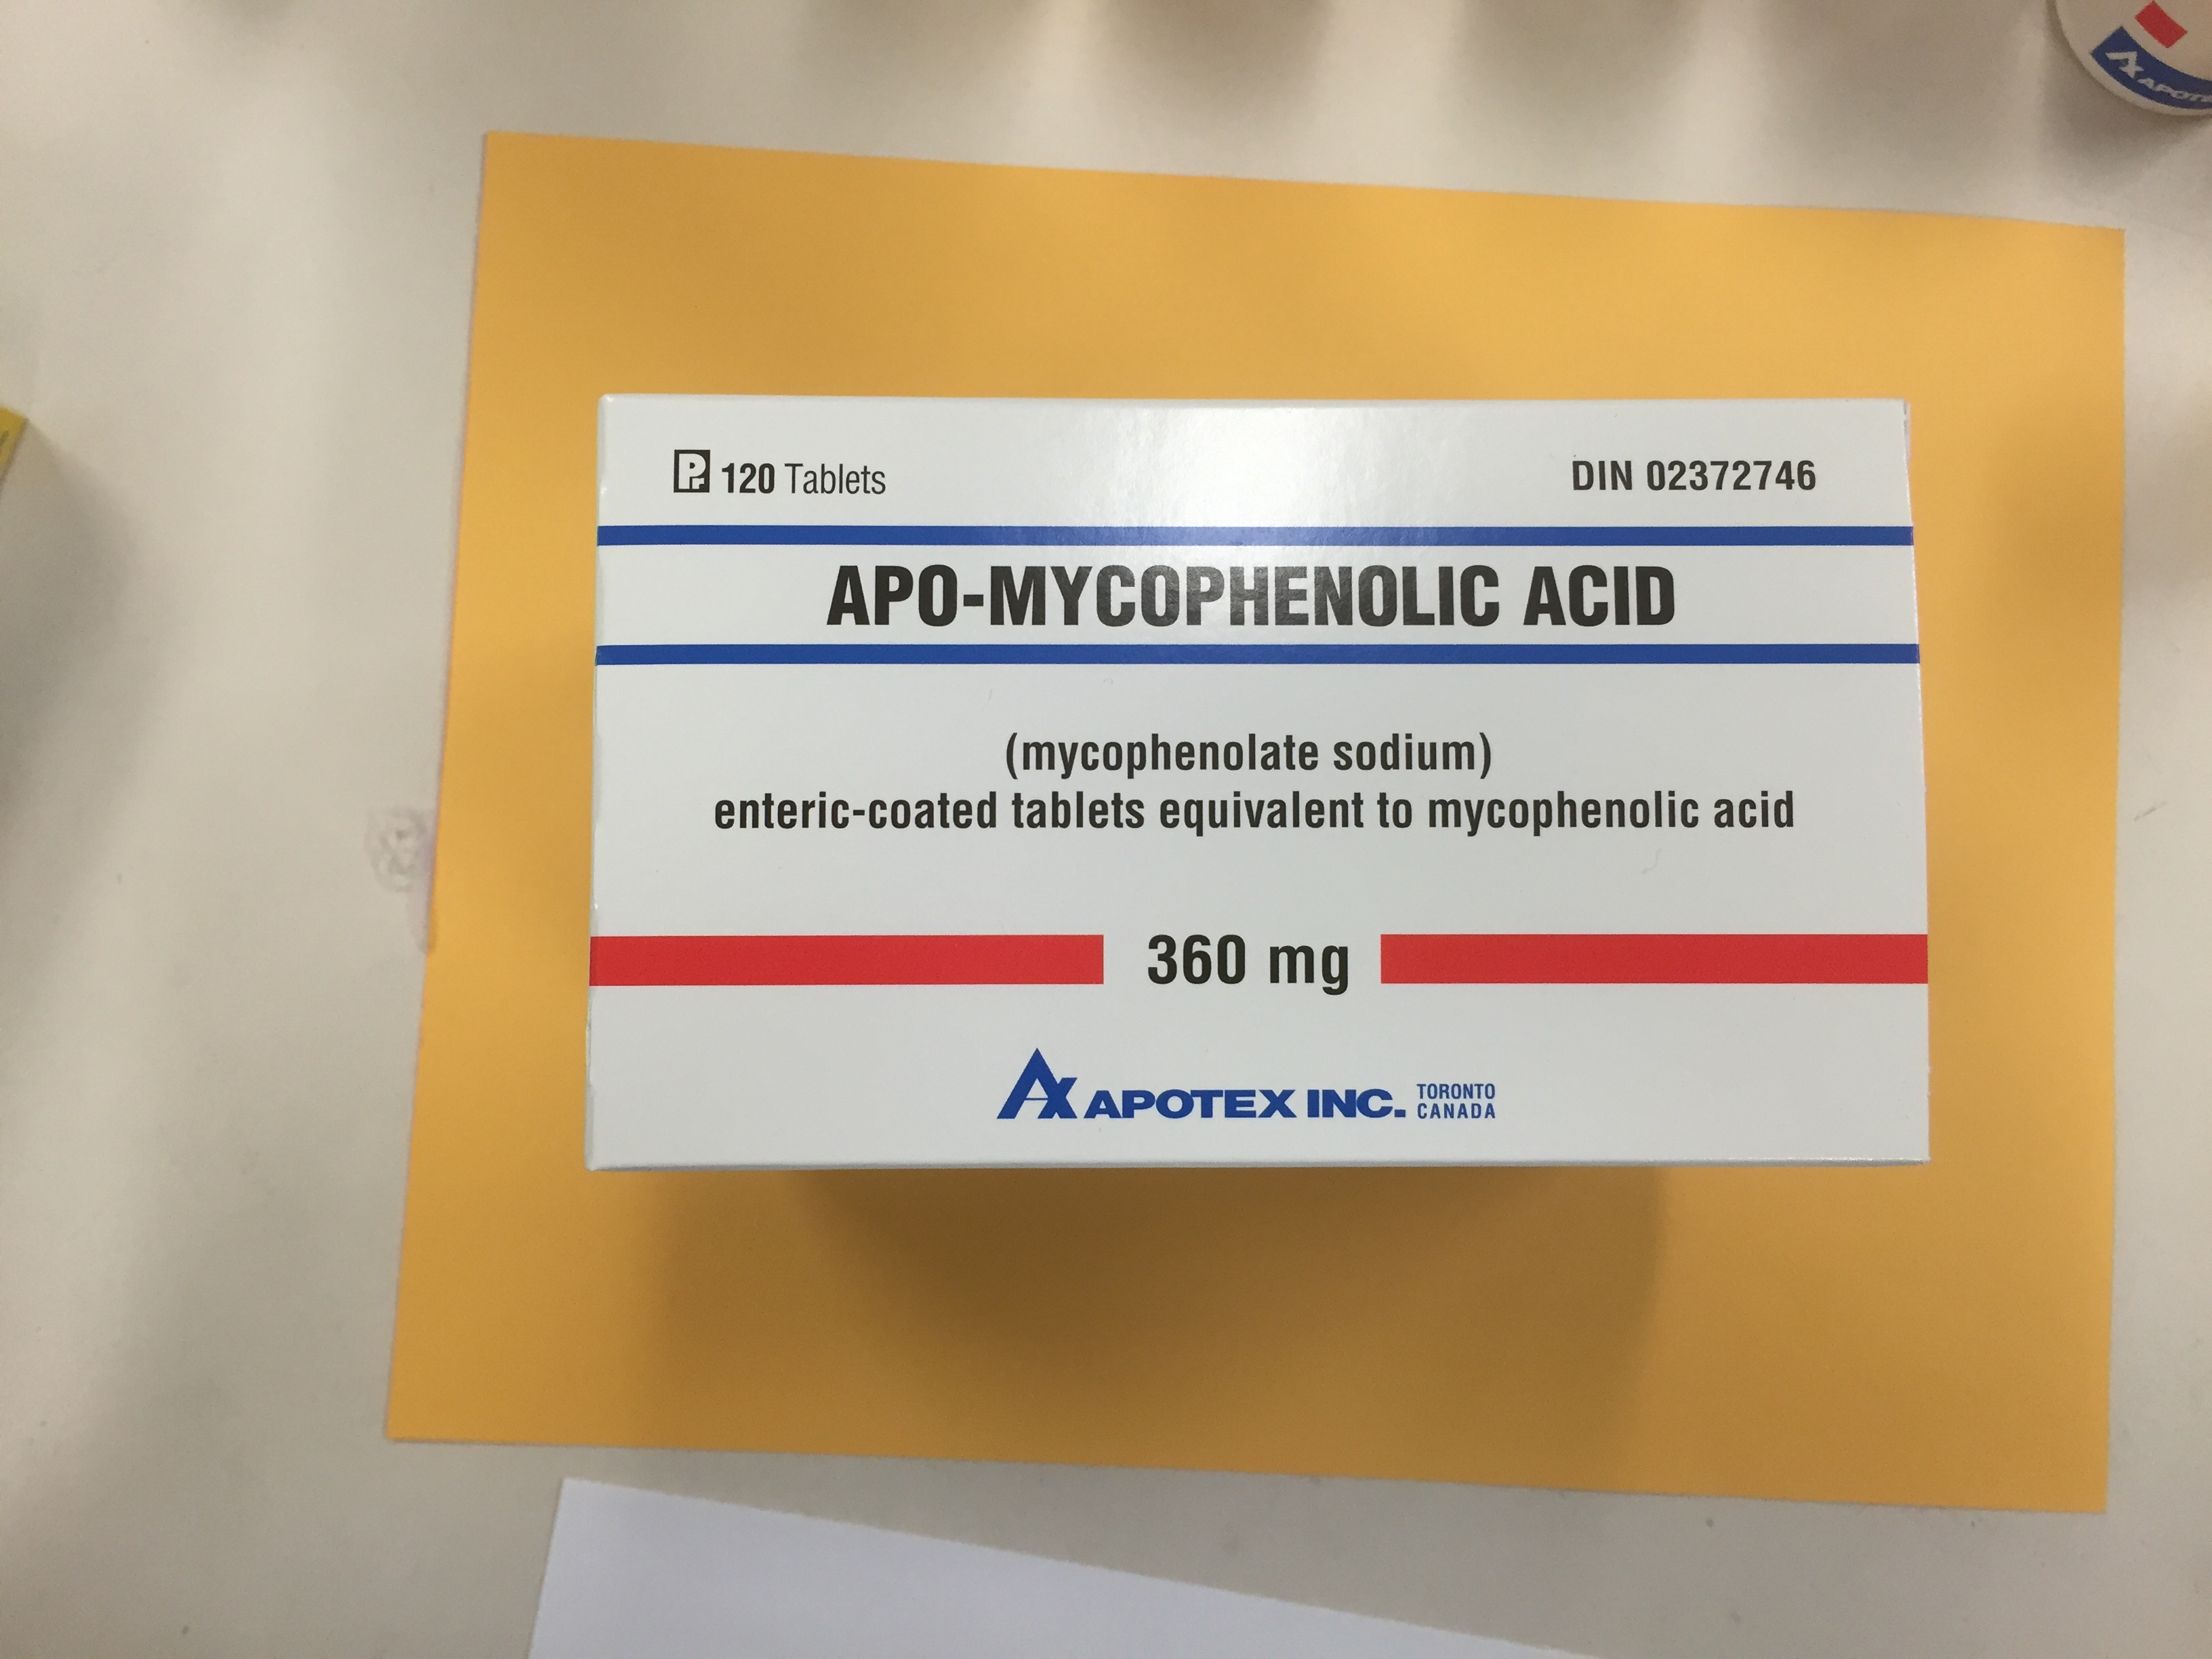 Pr 120 Tablets
DIN 02372746
APO-MYCOPHENOLIC ACID
(mycophenolate sodium)
enteric-coated tablets equivalent to mycophenolic acid
360 mg
APOTEX INC. TORONTO
CANADA